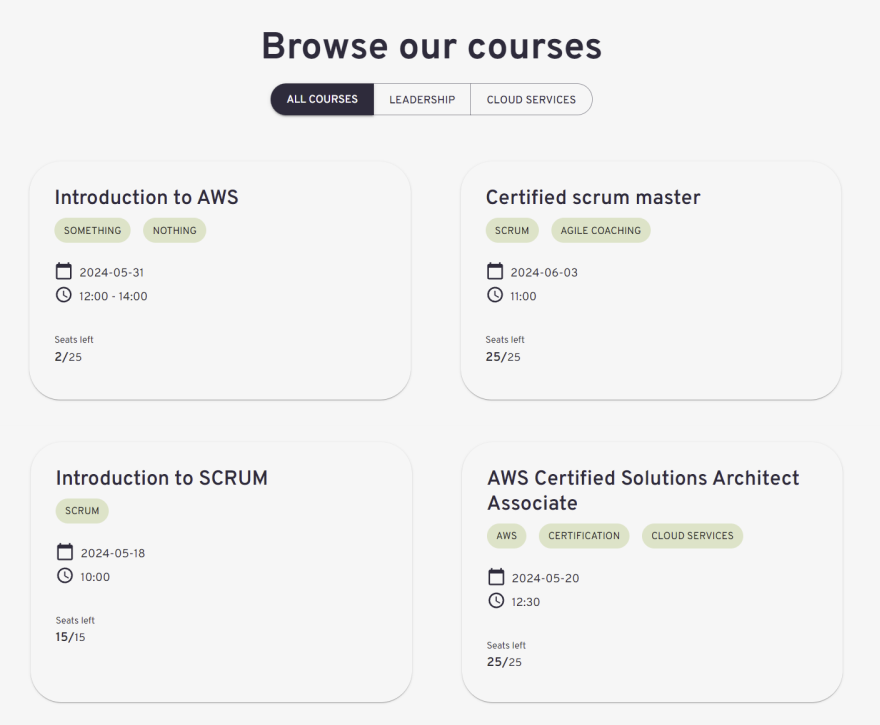 Browse our courses
ALL COURSES LEADERSHIP CLOUD SERVICES
Introduction to AWS
SOMETHING NOTHING
2024-05-31
12:00 - 14:00
Seats left
2/25
Certified scrum master
SCRUM AGILE COACHING
2024-06-03
11:00
Seats left
25/25
Introduction to SCRUM
SCRUM
2024-05-18
10:00
Seats left
15/15
AWS Certified Solutions Architect
Associate
AWS CERTIFICATION CLOUD SERVICES
2024-05-20
12:30
Seats left
25/25